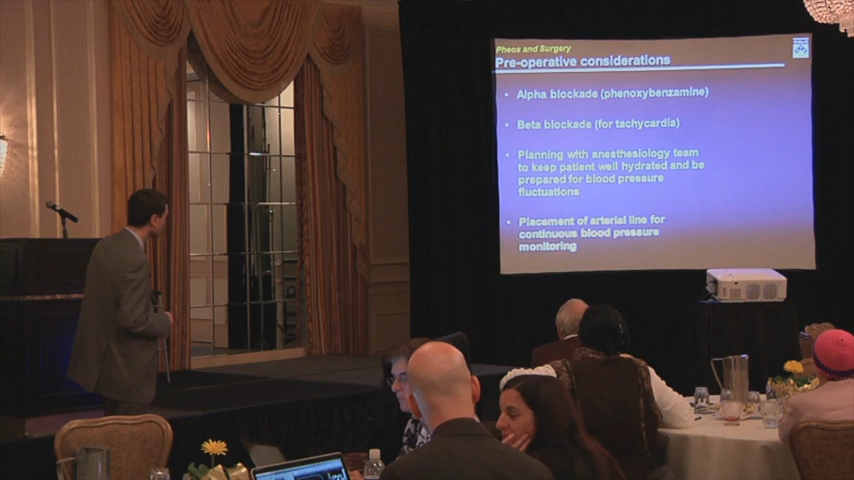 Pheos and Surgery
Pre-operative considerations
• Alpha blockade (phenoxybenzamine)
• Beta blockade (for tachycardia)
• Planning with anesthesiology team
to keep patient well hydrated and be
prepared for blood pressure
fluctuations
• Placement of arterial line for
continuous blood pressure
monitoring